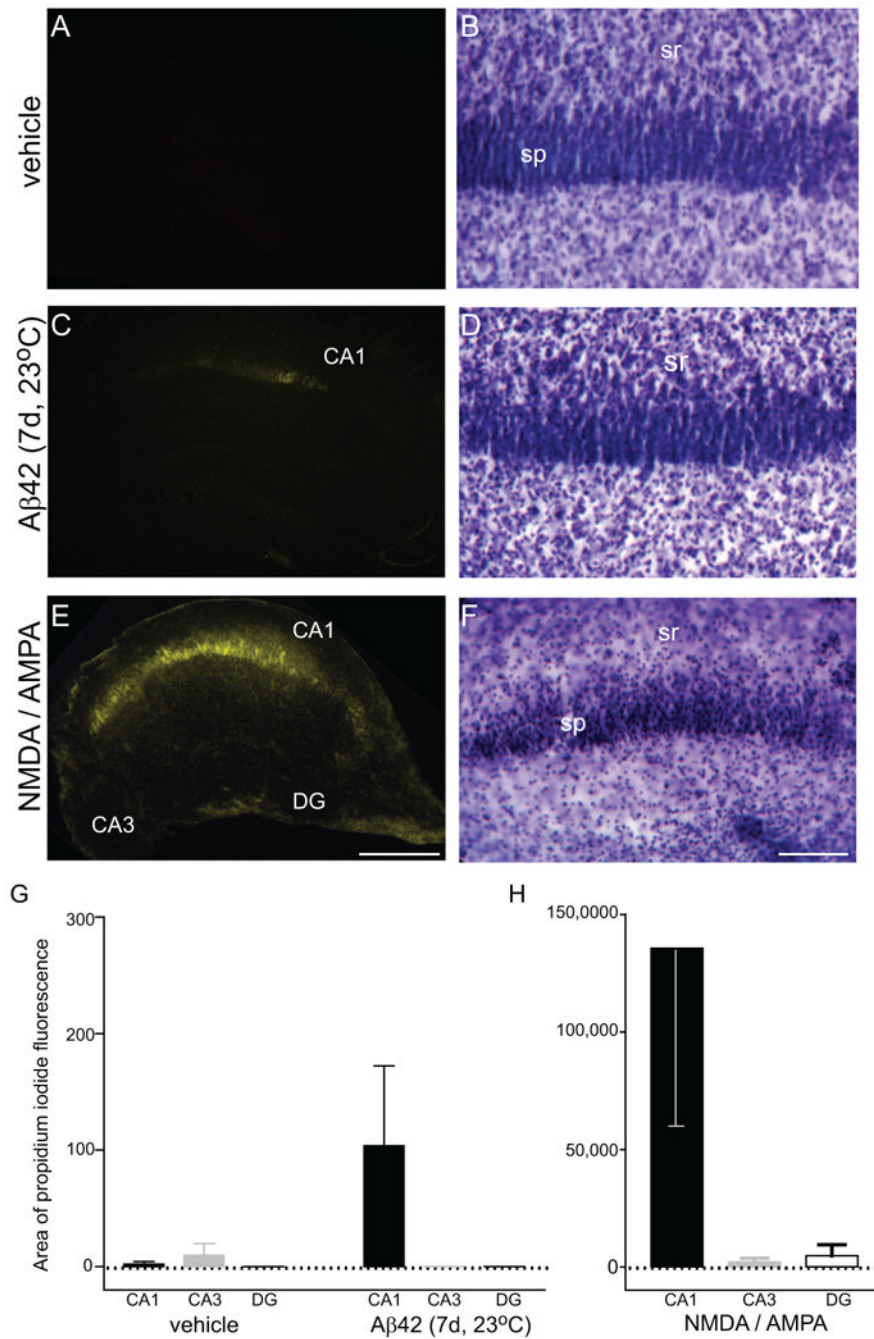 A
B
vehicle
sr
sp
C
D
Aβ42 (7d, 23ºC)
CA1
sr
E
F
NMDA / AMPA
CA1
sr
sp
DG
CA3
G
H
Area of propidium iodide fluorescence
300
200
100
0
CA1 CA3 DG CA1 CA3 DG
vehicle Aβ42 (7d, 23ºC)
150,0000
100,000
50,000
0
CA1 CA3 DG
NMDA / AMPA